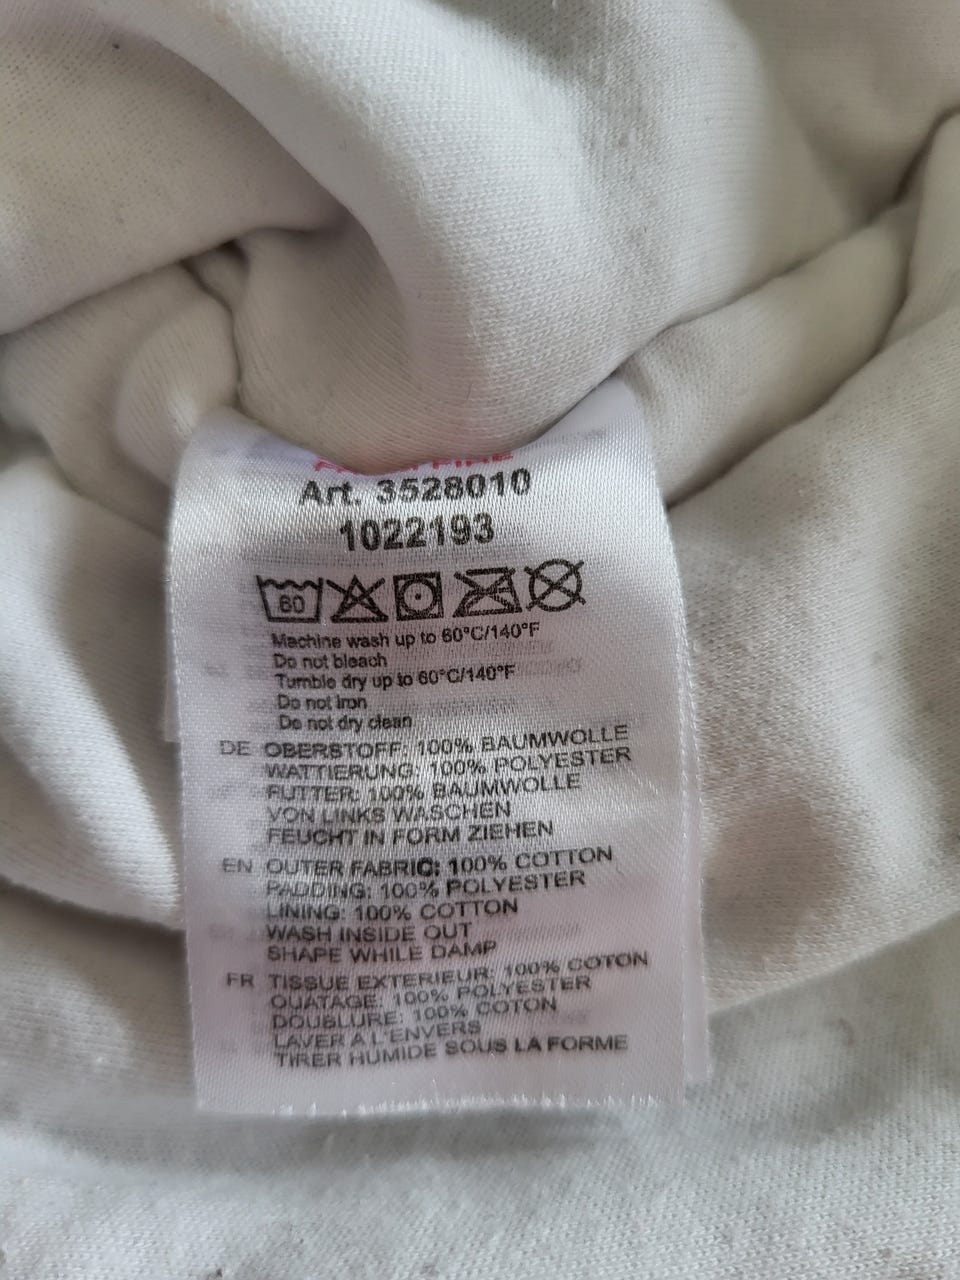 Art. 3528010
1022193
60
Machine wash up to 60°C/140°F
Do not bleach
Tumble dry up to 60°C/140°F
Do not iron
Do not dry clean
DE OBERSTOFF: 100% BAUMWOLLE
WATTIERUNG: 100% POLYESTER
FUTTER: 100% BAUMWOLLE
VON LINKS WASCHEN
FEUCHT IN FORM ZIEHEN
EN OUTER FABRIC: 100% COTTON
PADDING: 100% POLYESTER
LINING: 100% COTTON
WASH INSIDE OUT
SHAPE WHILE DAMP
FR TISSUE EXTERIEUR: 100% COTON
OUATAGE: 100% POLYESTER
DOUBLURE: 100% COTON
LAVER A L'ENVERS
TIRER HUMIDE SOUS LA FORME